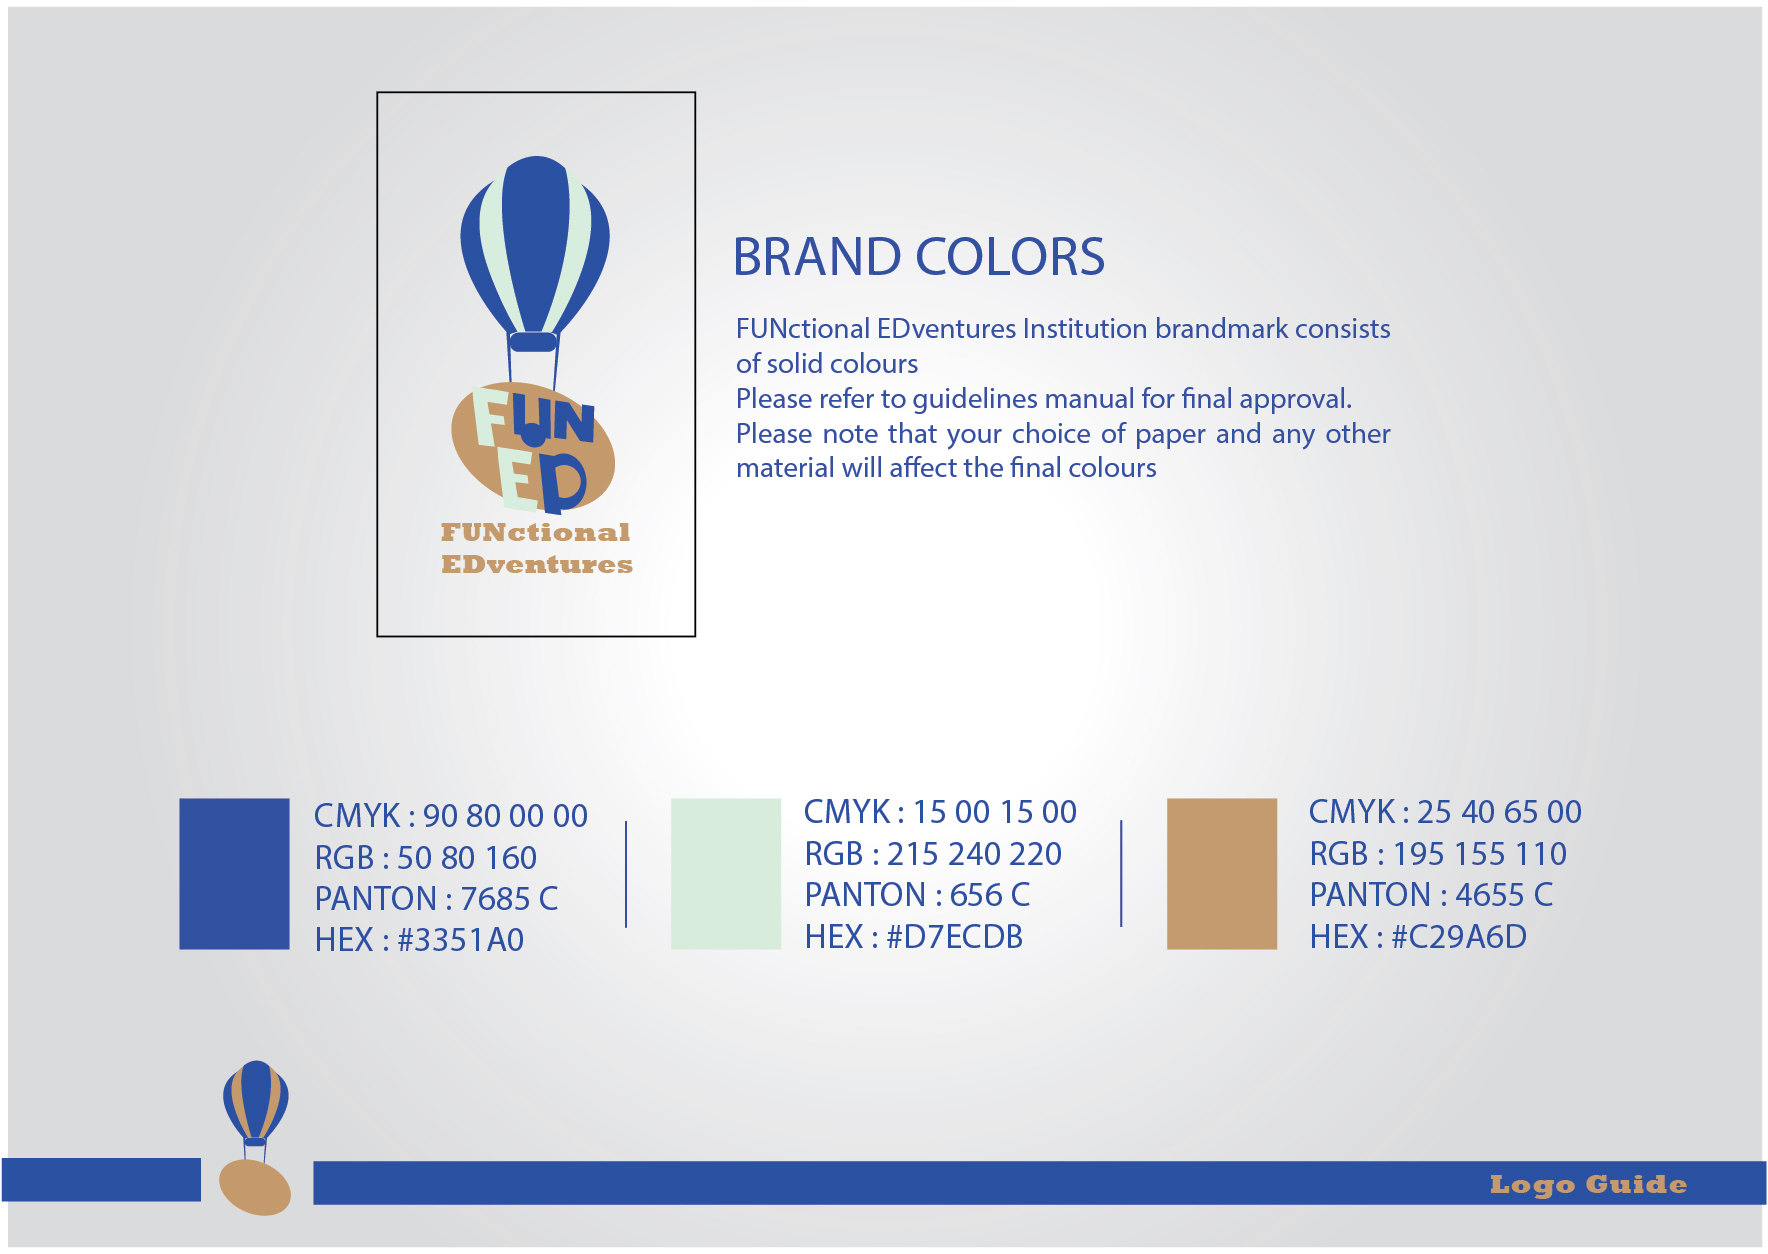 FUN
ED
FUNctional
EDventures
BRAND COLORS
FUNctional EDventures Institution brandmark consists
of solid colours
Please refer to guidelines manual for final approval.
Please note that your choice of paper and any other
material will affect the final colours
CMYK : 90 80 00 00
RGB : 50 80 160
PANTON : 7685 C
HEX : #3351A0
CMYK : 15 00 15 00
RGB : 215 240 220
PANTON : 656 C
HEX : #D7ECDB
CMYK : 25 40 65 00
RGB : 195 155 110
PANTON : 4655 C
HEX : #C29A6D
Logo Guide